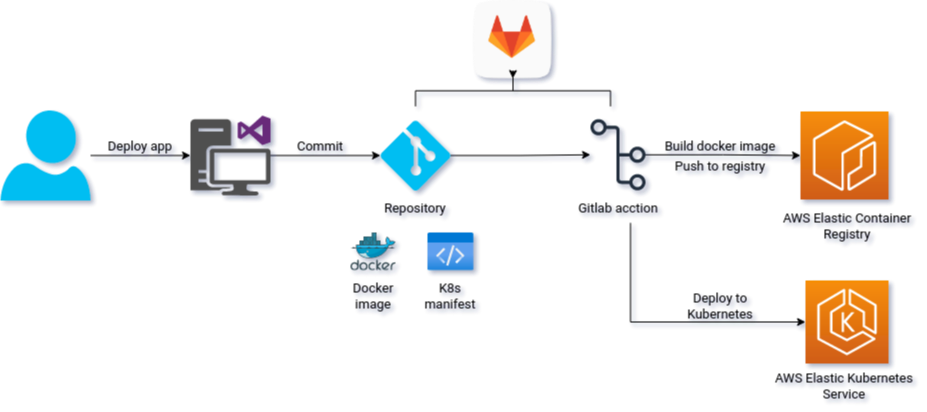 Deploy app
Commit
Repository
docker
Docker
image
K8s
manifest
Gitlab acction
Build docker image
Push to registry
AWS Elastic Container
Registry
Deploy to
Kubernetes
K
AWS Elastic Kubernetes
Service